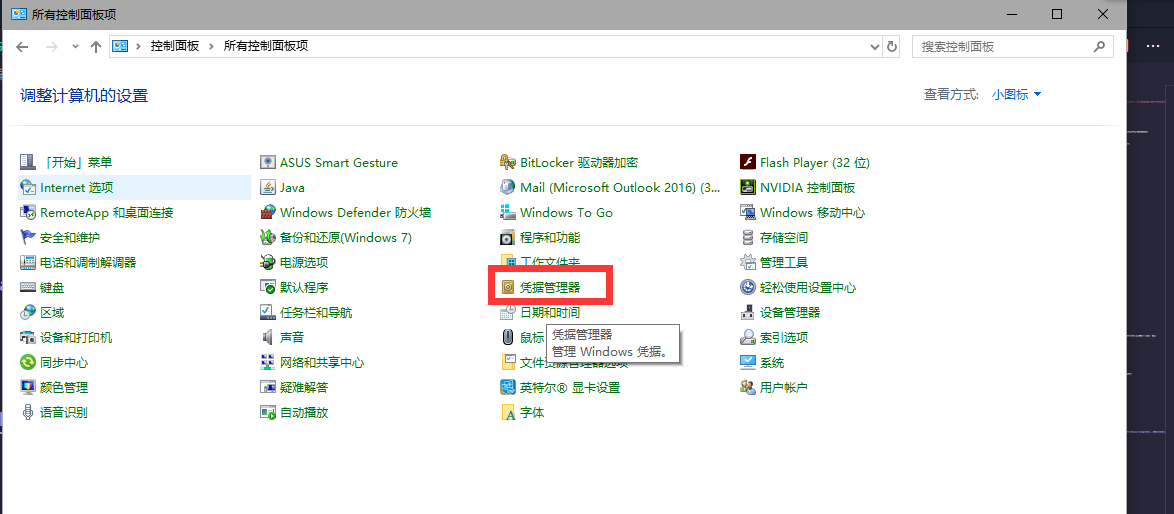 所有控制面板项
控制面板 所有控制面板项
搜索控制面板
调整计算机的设置
查看方式: 小图标
「开始」菜单 ASUS Smart Gesture BitLocker 驱动器加密 Flash Player (32 位)
Internet 选项 Java Mail (Microsoft Outlook 2016) (3... NVIDIA 控制面板
RemoteApp 和桌面连接 Windows Defender 防火墙 Windows To Go Windows 移动中心
安全和维护 备份和还原(Windows 7) 程序和功能 存储空间
电话和调制解调器 电源选项 工作文件夹 管理工具
键盘 默认程序 凭据管理器 轻松使用设置中心
区域 任务栏和导航 日期和时间 设备管理器
设备和打印机 声音 鼠标 索引选项
凭据管理器
管理 Windows 凭据。
同步中心 网络和共享中心 文件资源管理器选项 系统
颜色管理 疑难解答 英特尔® 显卡设置 用户帐户
语音识别 自动播放 字体